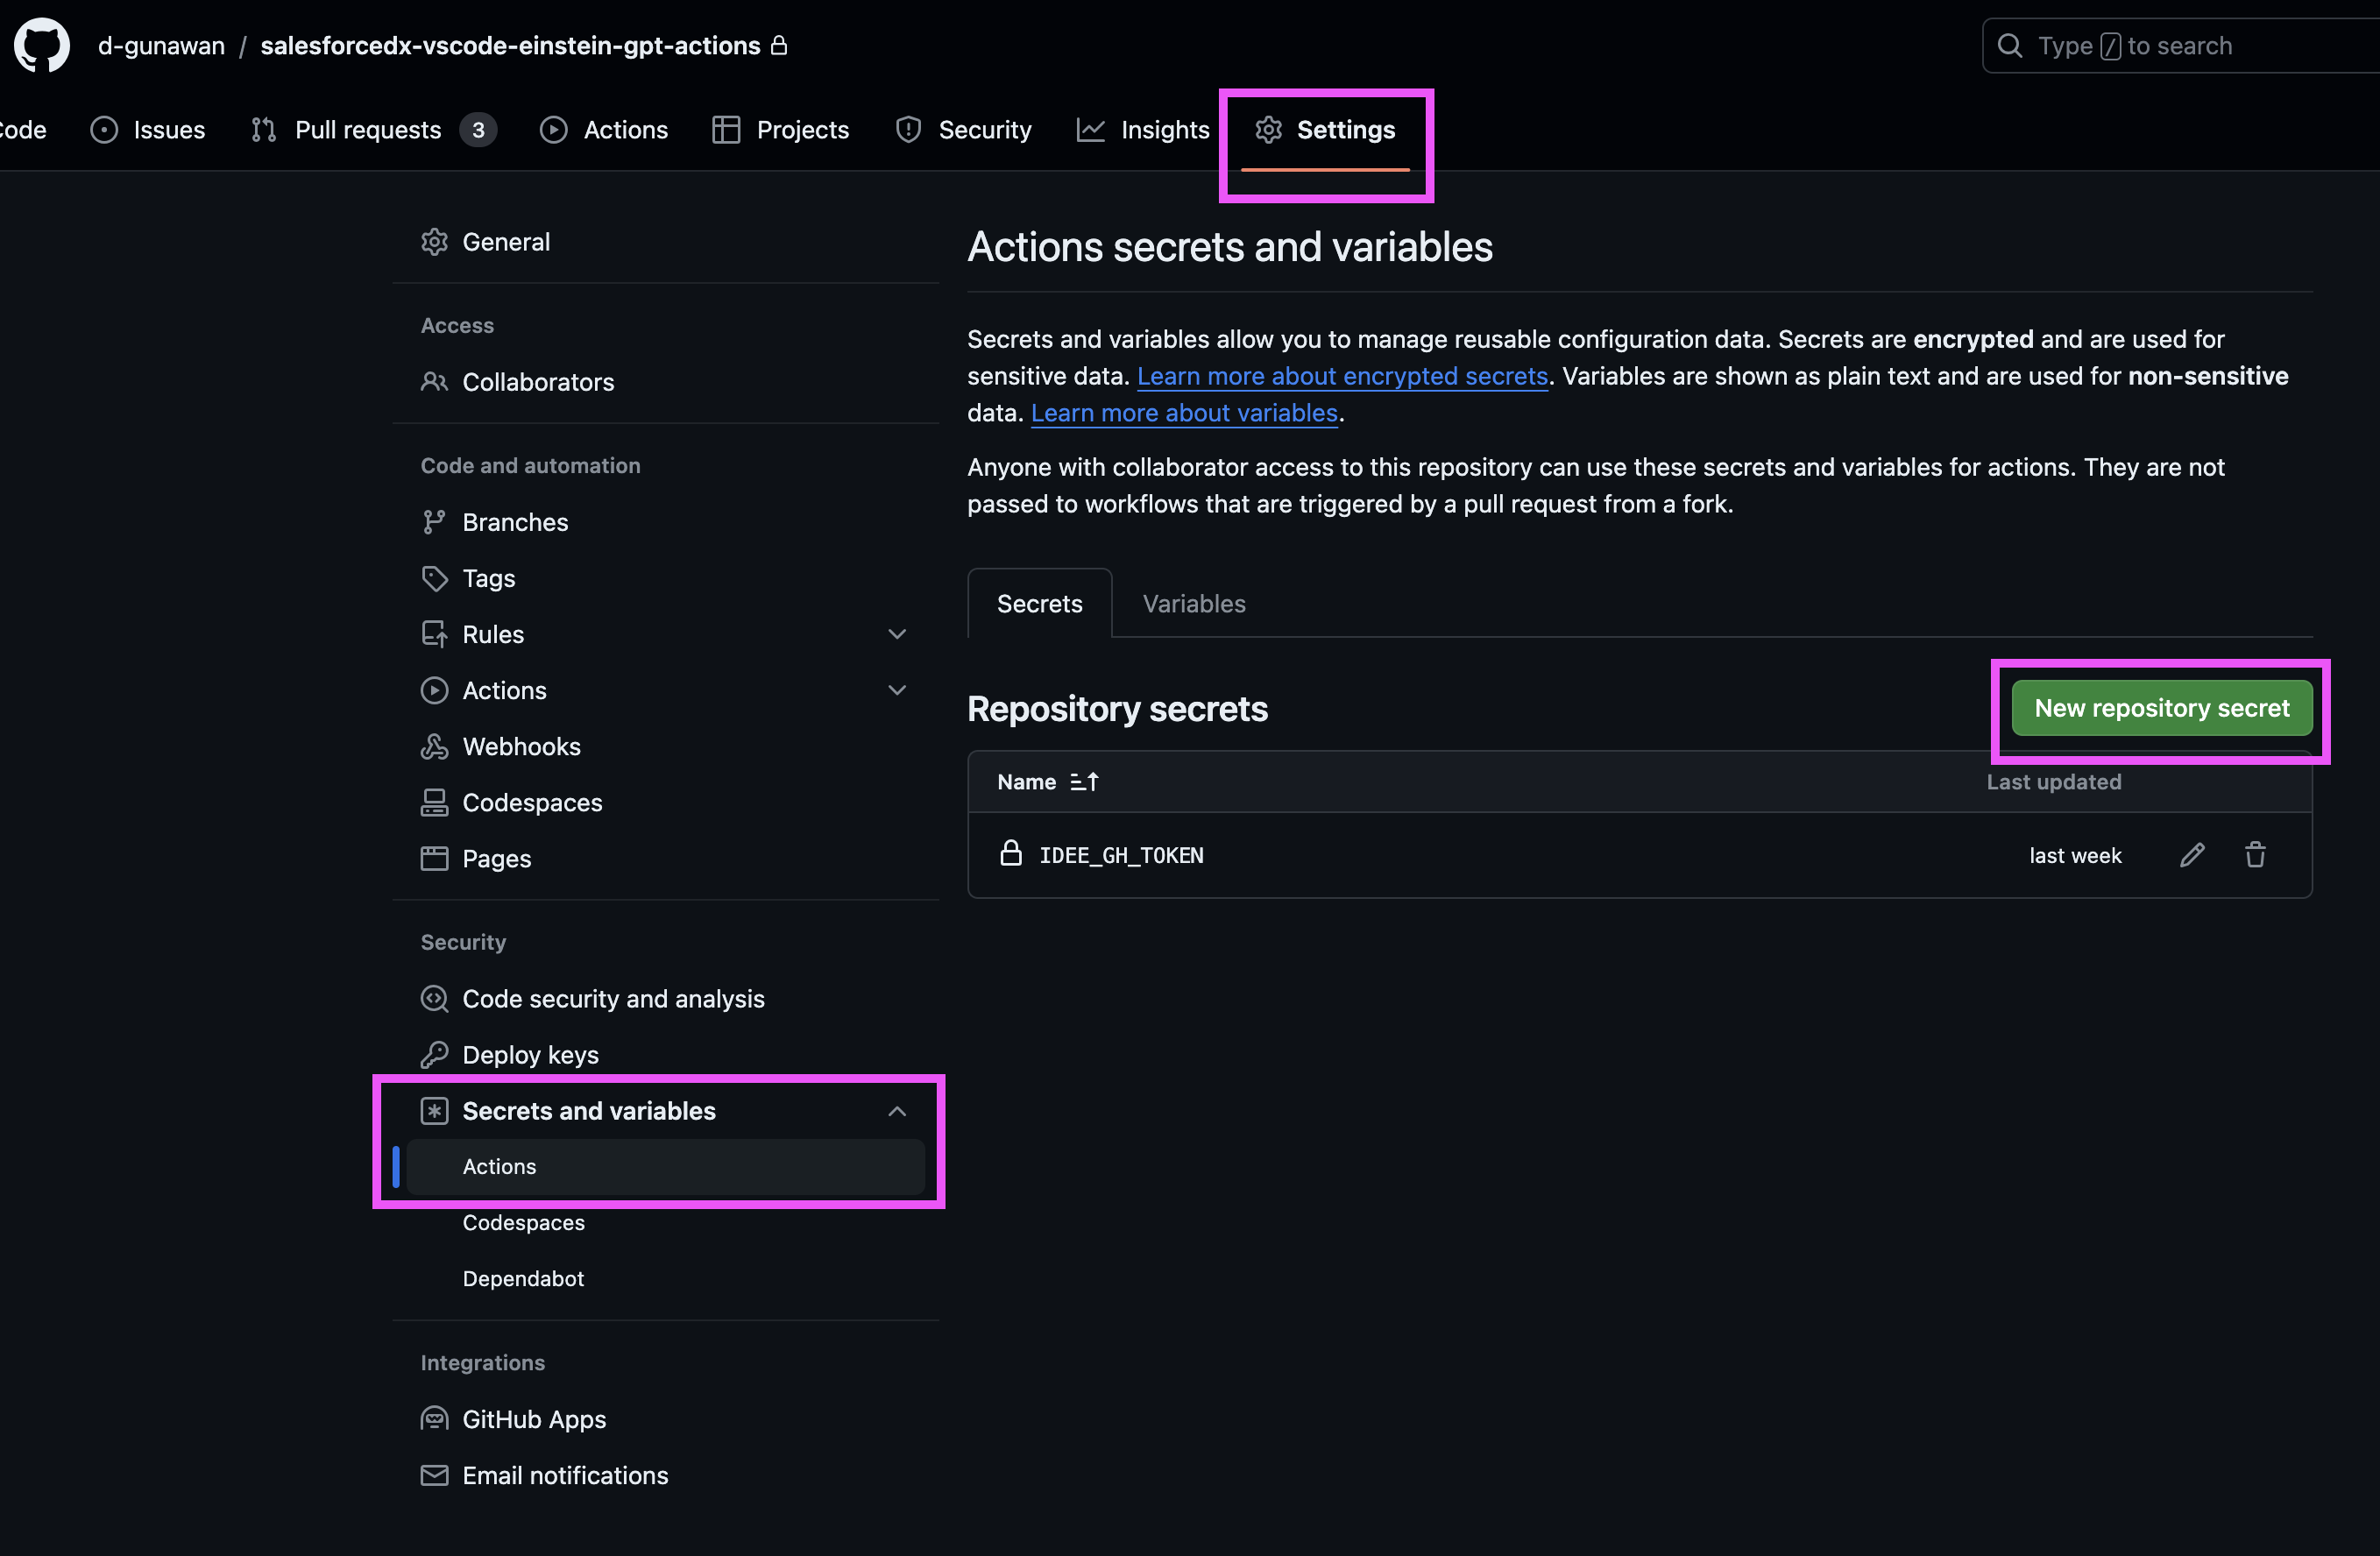 d-gunawan / salesforcedx-vscode-einstein-gpt-actions
Type / to search
ode Issues Pull requests 3 Actions Projects Security Insights Settings
General
Access
Collaborators
Code and automation
Branches
Tags
Rules
Actions
Webhooks
Codespaces
Pages
Security
Code security and analysis
Deploy keys
Secrets and variables
Actions
Codespaces
Dependabot
Integrations
GitHub Apps
Email notifications
Actions secrets and variables
Secrets and variables allow you to manage reusable configuration data. Secrets are encrypted and are used for
sensitive data. Learn more about encrypted secrets. Variables are shown as plain text and are used for non-sensitive
data. Learn more about variables.
Anyone with collaborator access to this repository can use these secrets and variables for actions. They are not
passed to workflows that are triggered by a pull request from a fork.
Secrets Variables
Repository secrets New repository secret
Name Last updated
IDEE_GH_TOKEN last week